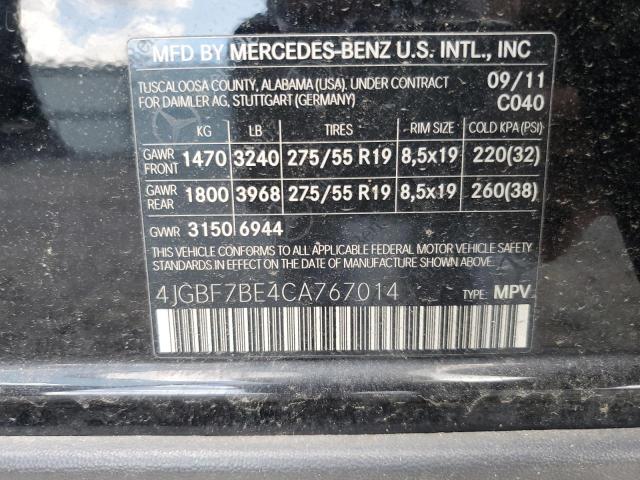 MFD BY MERCEDES-BENZ U.S. INTL., INC
TUSCALOOSA COUNTY, ALABAMA (USA). UNDER CONTRACT 09/11
FOR DAIMLER AG, STUTTGART (GERMANY) C040
KG LB TIRES RIM SIZE COLD KPA(PSI)
GAWR FRONT 1470 3240 275/55 R19 8,5x19 220(32)
GAWR REAR 1800 3968 275/55 R19 8,5x19 260(38)
GVWR 3150 6944
THIS VEHICLE CONFORMS TO ALL APPLICABLE FEDERAL MOTOR VEHICLE SAFETY
STANDARDS IN EFFECT ON THE DATE OF MANUFACTURE SHOWN ABOVE.
4JGBF7BE4CA767014 TYPE: MPV